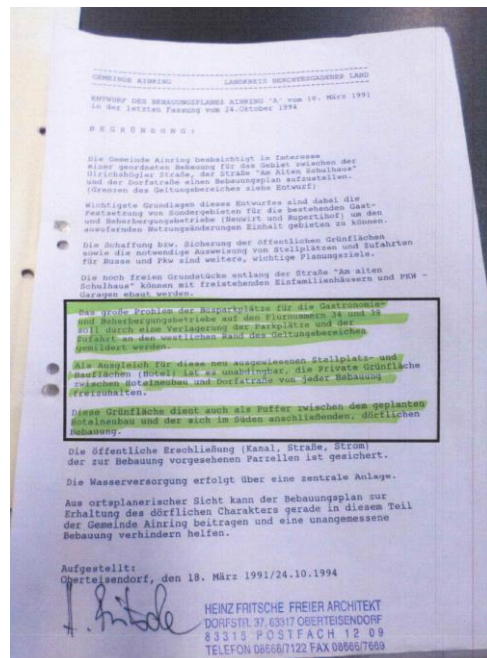 GEMEINDE AINRING LANDKREIS BERCHTESGADENER LAND
ENTWURF DES BEBAUUNGSPLANES AINRING "A" vom 18. März 1991
in der letzten Fassung vom 24.Oktober 1994
B E G R Ü N D U N G :
Die Gemeinde Ainring beabsichtigt im Interesse
einer geordneten Bebauung für das Gebiet zwischen der
Ulrichshögler Straße, der Straße "Am Alten Schulhaus"
und der Dorfstraße einen Bebauungsplan aufzustellen.
(Grenzen des Geltungsbereiches siehe Entwurf)
Wichtigste Grundlagen dieses Entwurfes sind dabei die
Festsetzung von Sondergebieten für die bestehenden Gast-
und Beherbergungsbetriebe (Neuwirt und Rupertihof) um den
ausufernden Nutzungsänderungen Einhalt gebieten zu können.
Die Schaffung bzw. Sicherung der öffentlichen Grünflächen
sowie die notwendige Ausweisung von Stellplätzen und Zufahrten
für Busse und Pkw sind weitere, wichtige Planungsziele.
Die noch freien Grundstücke entlang der Straße "Am alten
Schulhaus" können mit freistehenden Einfamilienhäusern und PKW -
Garagen ebaut werden.
Das große Problem der Busparkplätze für die Gastronomie-
und Beherbergungsbetriebe auf den Flurnummern 34 und 39
soll durch eine Verlagerung der Parkplätze und der
Zufahrt an den westlichen Rand des Geltungsbereichen
gemildert werden.
Als Ausgleich für diese neu ausgewiesenen Stallplatz- und
Bauflächen (Hotel) ist es unabdingbar, die Private Grünfläche
zwischen Hotelneubau und Dorfstraße von jeder Bebauung
freizuhalten.
Diese Grünfläche dient auch als Puffer zwischen dem geplanten
Hotelneubau und der sich im Süden anschließenden, dörflichen
Bebauung.
Die öffentliche Erschließung (Kanal, Straße, Strom)
der zur Bebauung vorgesehenen Parzellen ist gesichert.
Die Wasserversorgung erfolgt über eine zentrale Anlage.
Aus ortsplanerischer Sicht kann der Bebauungsplan zur
Erhaltung des dörflichen Charakters gerade in diesem Teil
der Gemeinde Ainring beitragen und eine unangemessene
Bebauung verhindern helfen.
Aufgestellt:
Oberteisendorf, den 18. März 1991/24.10.1994
H. Fritsche
HEINZ FRITSCHE FREIER ARCHITEKT
DORFSTR. 37, 83317 OBERTEISENDORF
83315 POSTFACH 12 09
TELEFON 08666/7122 FAX 08666/7669